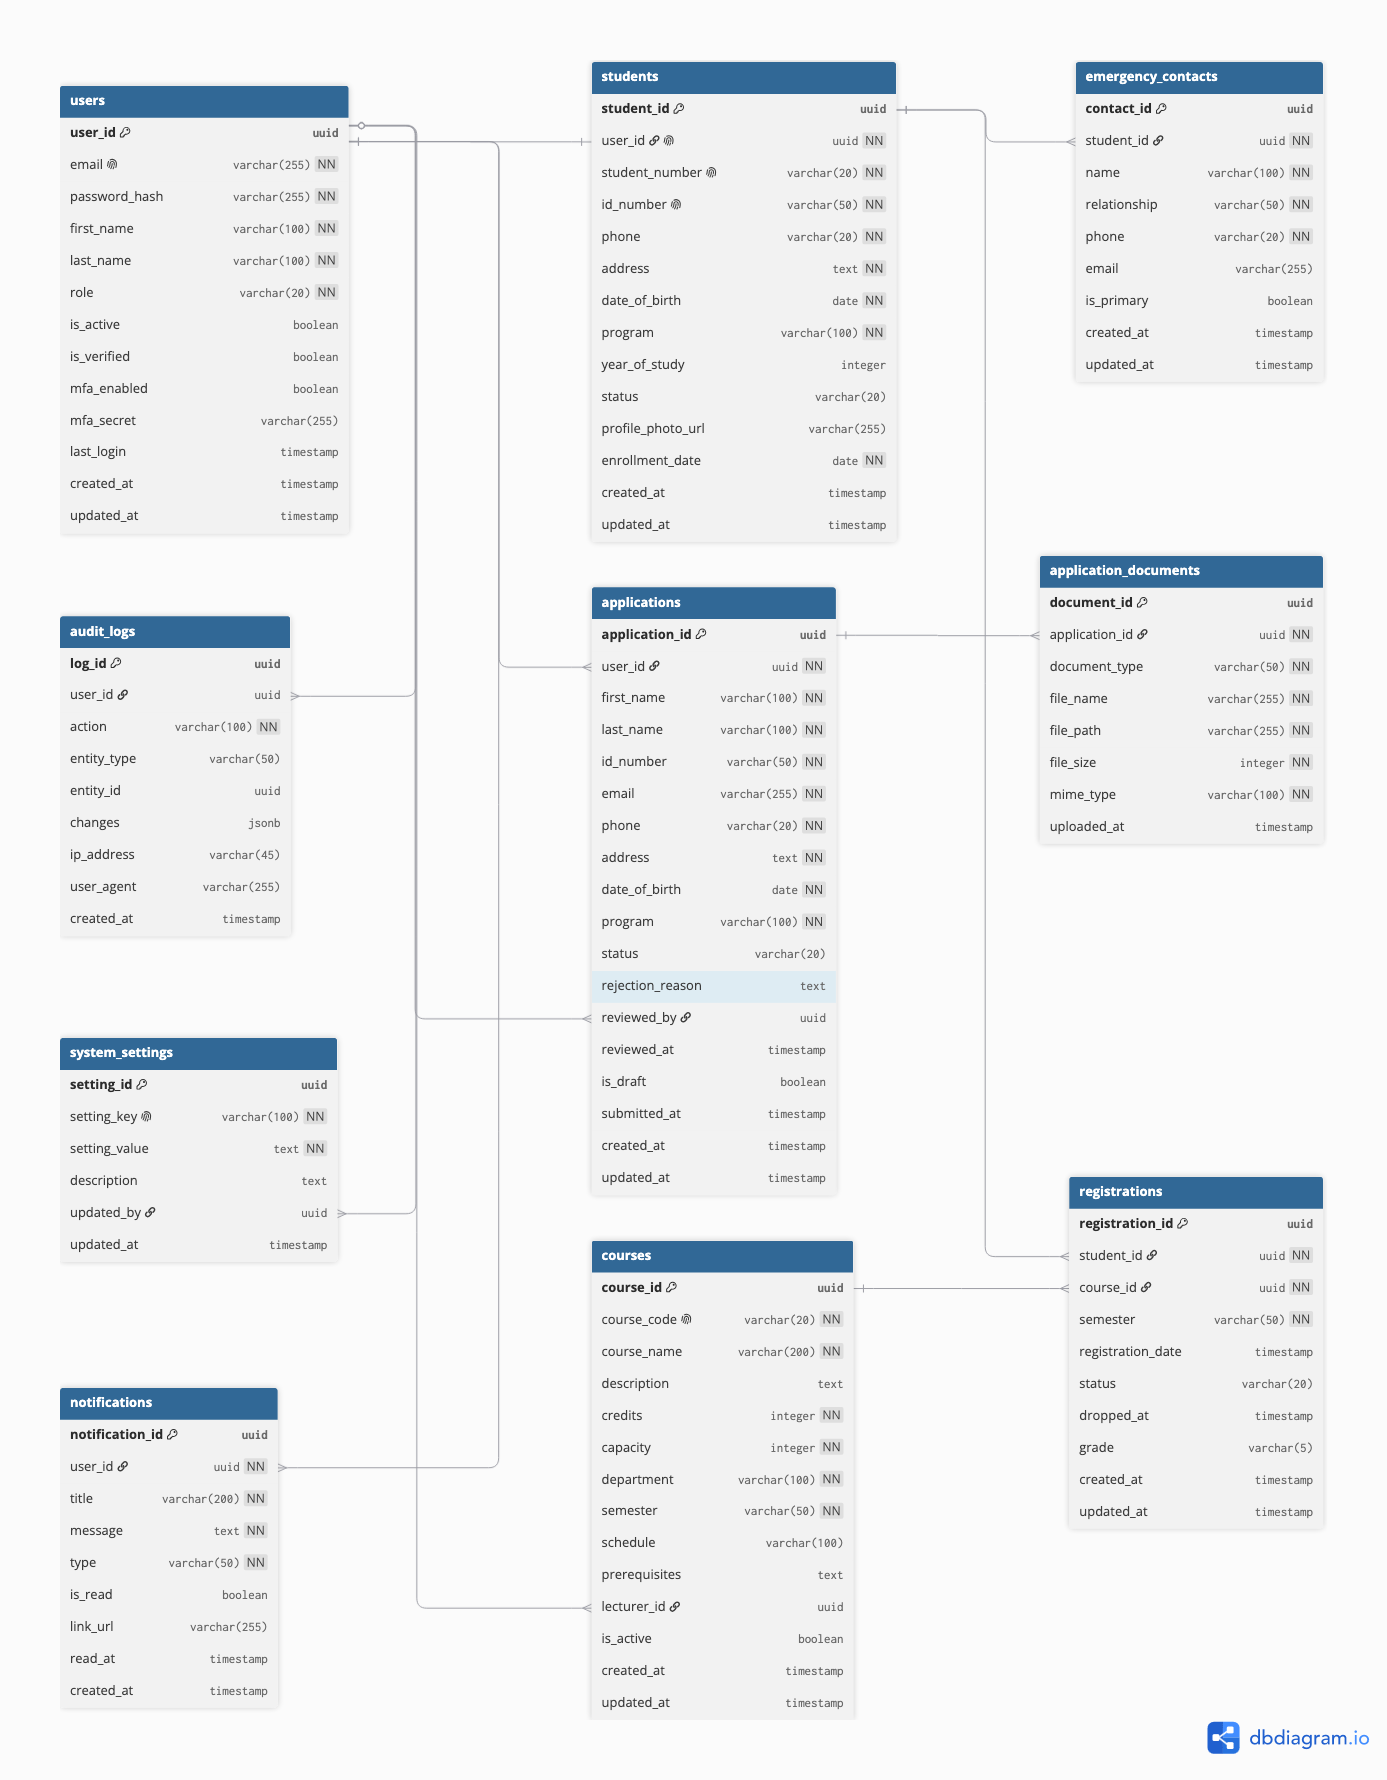 users
user_id uuid
email varchar(255) NN
password_hash varchar(255) NN
first_name varchar(100) NN
last_name varchar(100) NN
role varchar(20) NN
is_active boolean
is_verified boolean
mfa_enabled boolean
mfa_secret varchar(255)
last_login timestamp
created_at timestamp
updated_at timestamp
students
student_id uuid
user_id uuid NN
student_number varchar(20) NN
id_number varchar(50) NN
phone varchar(20) NN
address text NN
date_of_birth date NN
program varchar(100) NN
year_of_study integer
status varchar(20)
profile_photo_url varchar(255)
enrollment_date date NN
created_at timestamp
updated_at timestamp
emergency_contacts
contact_id uuid
student_id uuid NN
name varchar(100) NN
relationship varchar(50) NN
phone varchar(20) NN
email varchar(255)
is_primary boolean
created_at timestamp
updated_at timestamp
audit_logs
log_id uuid
user_id uuid
action varchar(100) NN
entity_type varchar(50)
entity_id uuid
changes jsonb
ip_address varchar(45)
user_agent varchar(255)
created_at timestamp
applications
application_id uuid
user_id uuid NN
first_name varchar(100) NN
last_name varchar(100) NN
id_number varchar(50) NN
email varchar(255) NN
phone varchar(20) NN
address text NN
date_of_birth date NN
program varchar(100) NN
status varchar(20)
rejection_reason text
reviewed_by uuid
reviewed_at timestamp
is_draft boolean
submitted_at timestamp
created_at timestamp
updated_at timestamp
application_documents
document_id uuid
application_id uuid NN
document_type varchar(50) NN
file_name varchar(255) NN
file_path varchar(255) NN
file_size integer NN
mime_type varchar(100) NN
uploaded_at timestamp
system_settings
setting_id uuid
setting_key varchar(100) NN
setting_value text NN
description text
updated_by uuid
updated_at timestamp
courses
course_id uuid
course_code varchar(20) NN
course_name varchar(200) NN
description text
credits integer NN
capacity integer NN
department varchar(100) NN
semester varchar(50) NN
schedule varchar(100)
prerequisites text
lecturer_id uuid
is_active boolean
created_at timestamp
updated_at timestamp
registrations
registration_id uuid
student_id uuid NN
course_id uuid NN
semester varchar(50) NN
registration_date timestamp
status varchar(20)
dropped_at timestamp
grade varchar(5)
created_at timestamp
updated_at timestamp
notifications
notification_id uuid
user_id uuid NN
title varchar(200) NN
message text NN
type varchar(50) NN
is_read boolean
link_url varchar(255)
read_at timestamp
created_at timestamp
dbdiagram.io